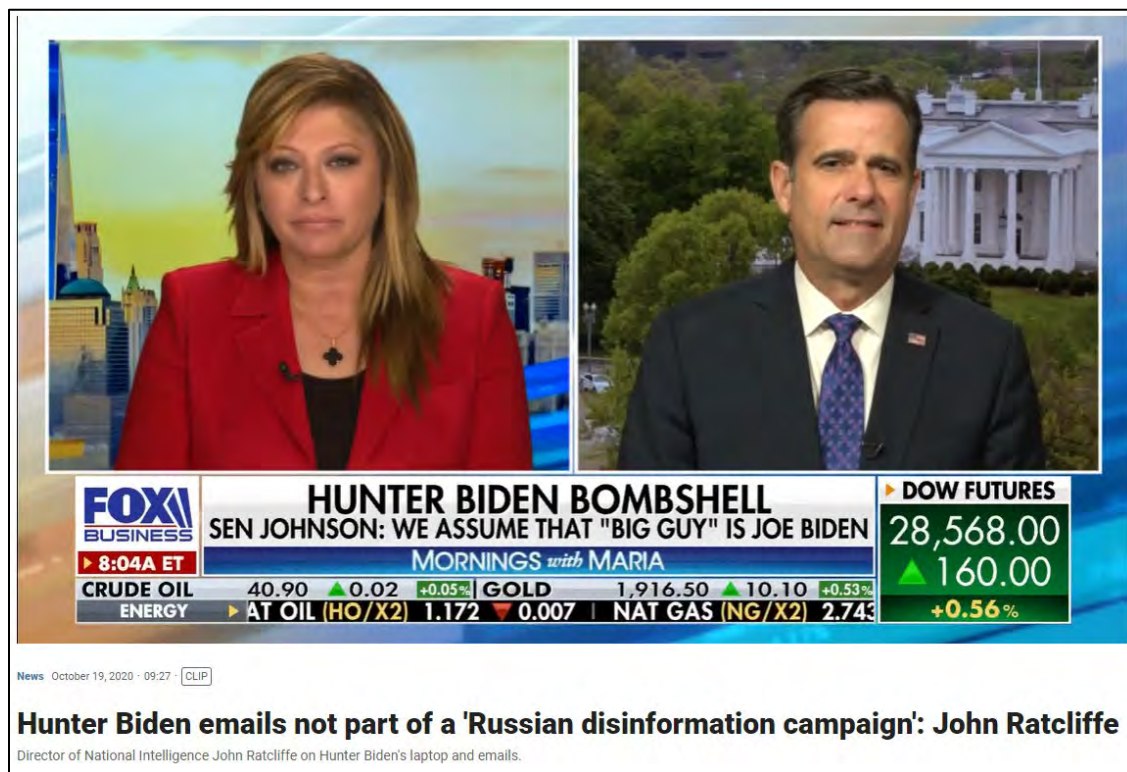 HUNTER BIDEN BOMBSHELL
SEN JOHNSON: WE ASSUME THAT "BIG GUY" IS JOE BIDEN
MORNINGS with MARIA
FOX
BUSINESS
8:04A ET
DOW FUTURES
28,568.00
160.00
+0.56%
CRUDE OIL 40.90 0.02 +0.05% GOLD 1,916.50 10.10 +0.53%
ENERGY AT OIL (HO/X2) 1.172 0.007 NAT GAS (NG/X2) 2.743
News October 19, 2020 · 09:27 · CLIP
Hunter Biden emails not part of a 'Russian disinformation campaign': John Ratcliffe
Director of National Intelligence John Ratcliffe on Hunter Biden's laptop and emails.